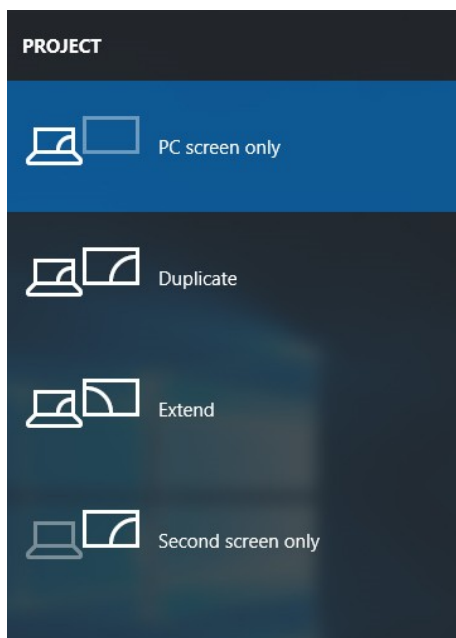 PROJECT
PC screen only
Duplicate
Extend
Second screen only